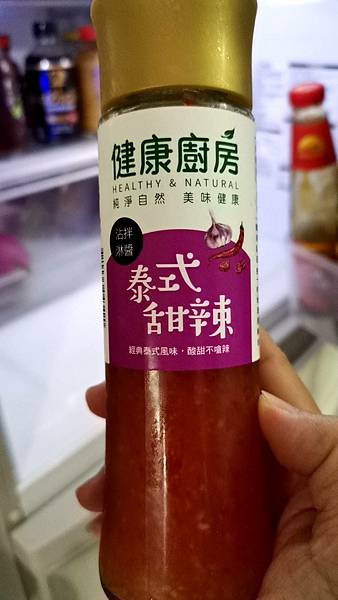 健康廚房
HEALTHY & NATURAL
純淨自然 美味健康
沾拌
淋醬
泰式
甜辣
經典泰式風味，酸甜不嗆辣